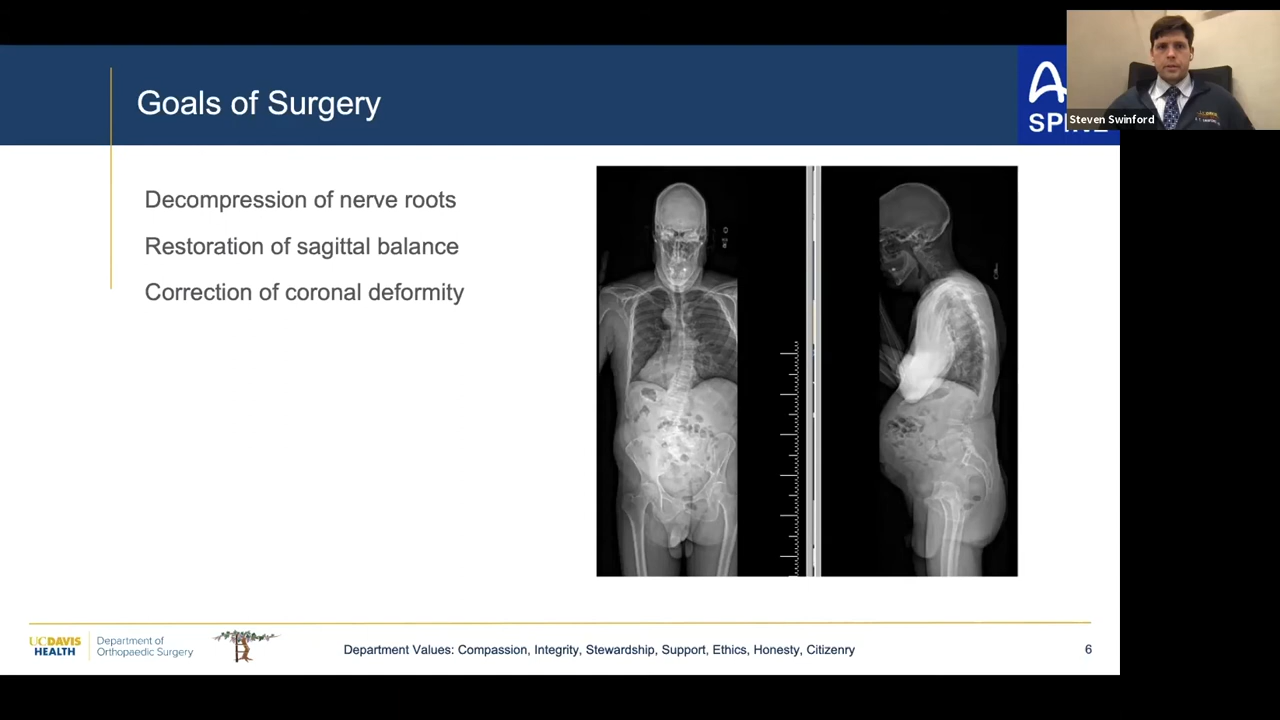 Goals of Surgery
SPINE
Steven Swinford
Decompression of nerve roots
Restoration of sagittal balance
Correction of coronal deformity
UCDAVIS
HEALTH
Department of
Orthopaedic Surgery
Department Values: Compassion, Integrity, Stewardship, Support, Ethics, Honesty, Citizenry
6